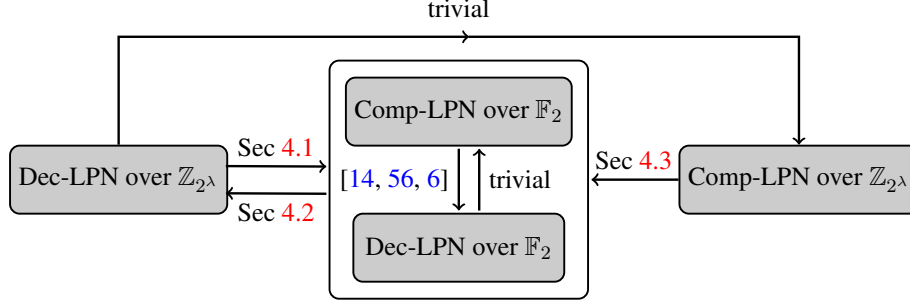 trivial
Comp-LPN over 𝔽₂
Sec 4.1
Sec 4.3
Dec-LPN over ℤ_{2^λ}
[14, 56, 6]
trivial
Comp-LPN over ℤ_{2^λ}
Sec 4.2
Dec-LPN over 𝔽₂